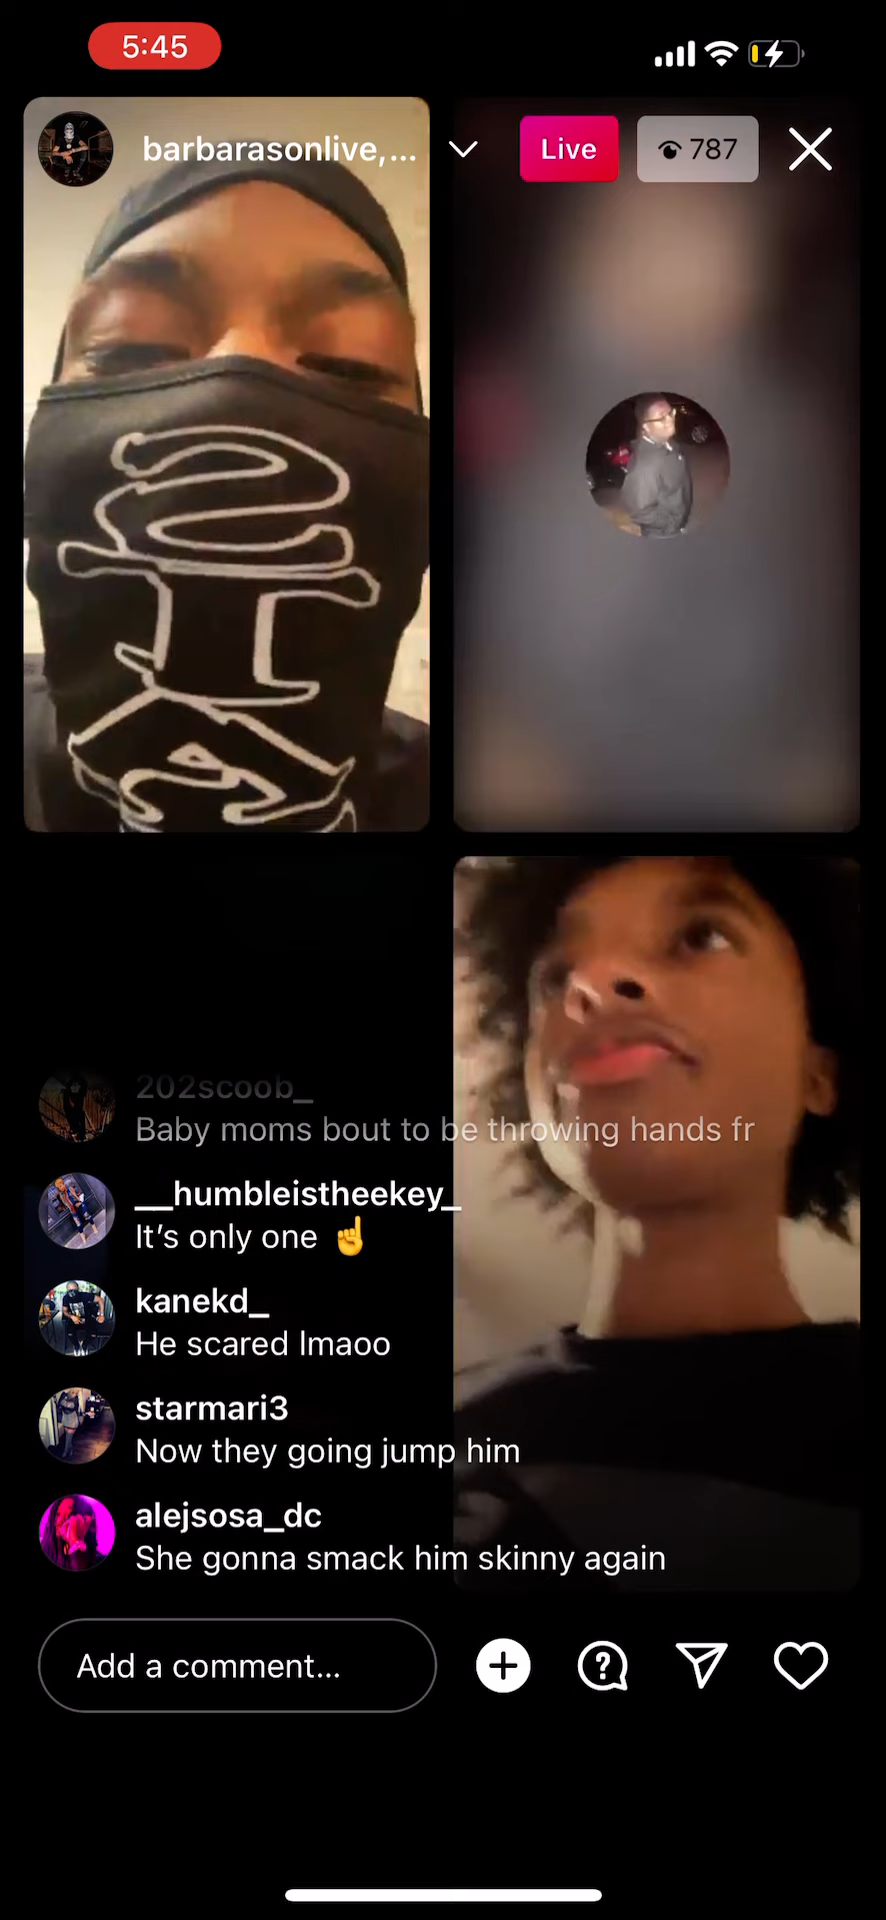 5:45
barbarasonlive,...
Live
787
202scoob_
Baby moms bout to be throwing hands fr
__humbleistheekey_
It's only one ☝️
kanekd_
He scared lmaoo
starmari3
Now they going jump him
alejsosa_dc
She gonna smack him skinny again
Add a comment...